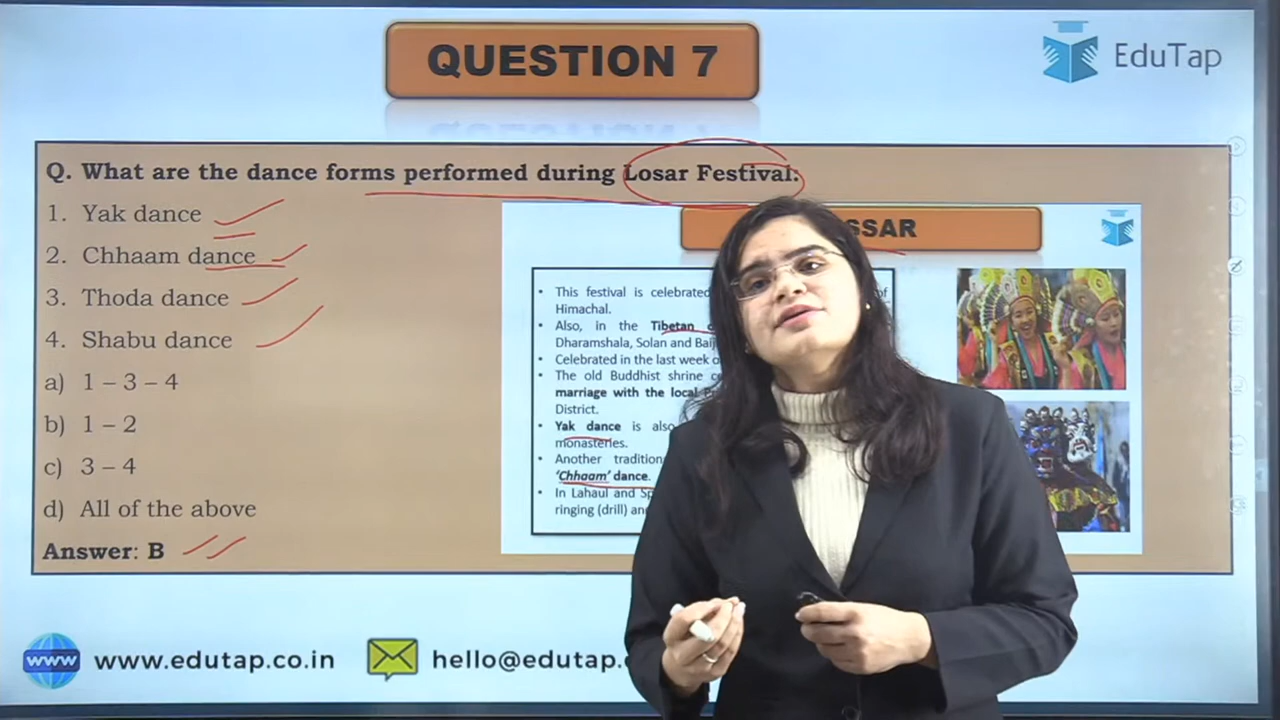 QUESTION 7
EduTap
Q. What are the dance forms performed during Losar Festival.
1. Yak dance
2. Chhaam dance
3. Thoda dance
4. Shabu dance
a) 1 – 3 – 4
b) 1 – 2
c) 3 – 4
d) All of the above
Answer: B
SSAR
• This festival is celebrated of
Himachal.
• Also, in the Tibetan
Dharamshala, Solan and
• Celebrated in the last week
• The old Buddhist shrine
marriage with the local
District.
• Yak dance is also
monasteries.
• Another tradition
'Chhaam' dance.
• In Lahaul and
ringing (drill)
www
www.edutap.co.in
hello@edutap.